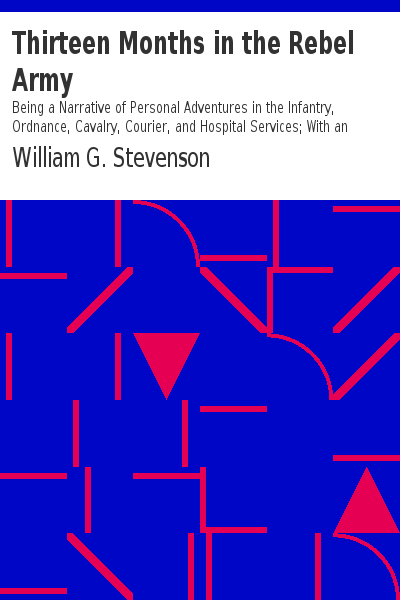 Thirteen Months in the Rebel
Army
Being a Narrative of Personal Adventures in the Infantry,
Ordnance, Cavalry, Courier, and Hospital Services; With an
William G. Stevenson